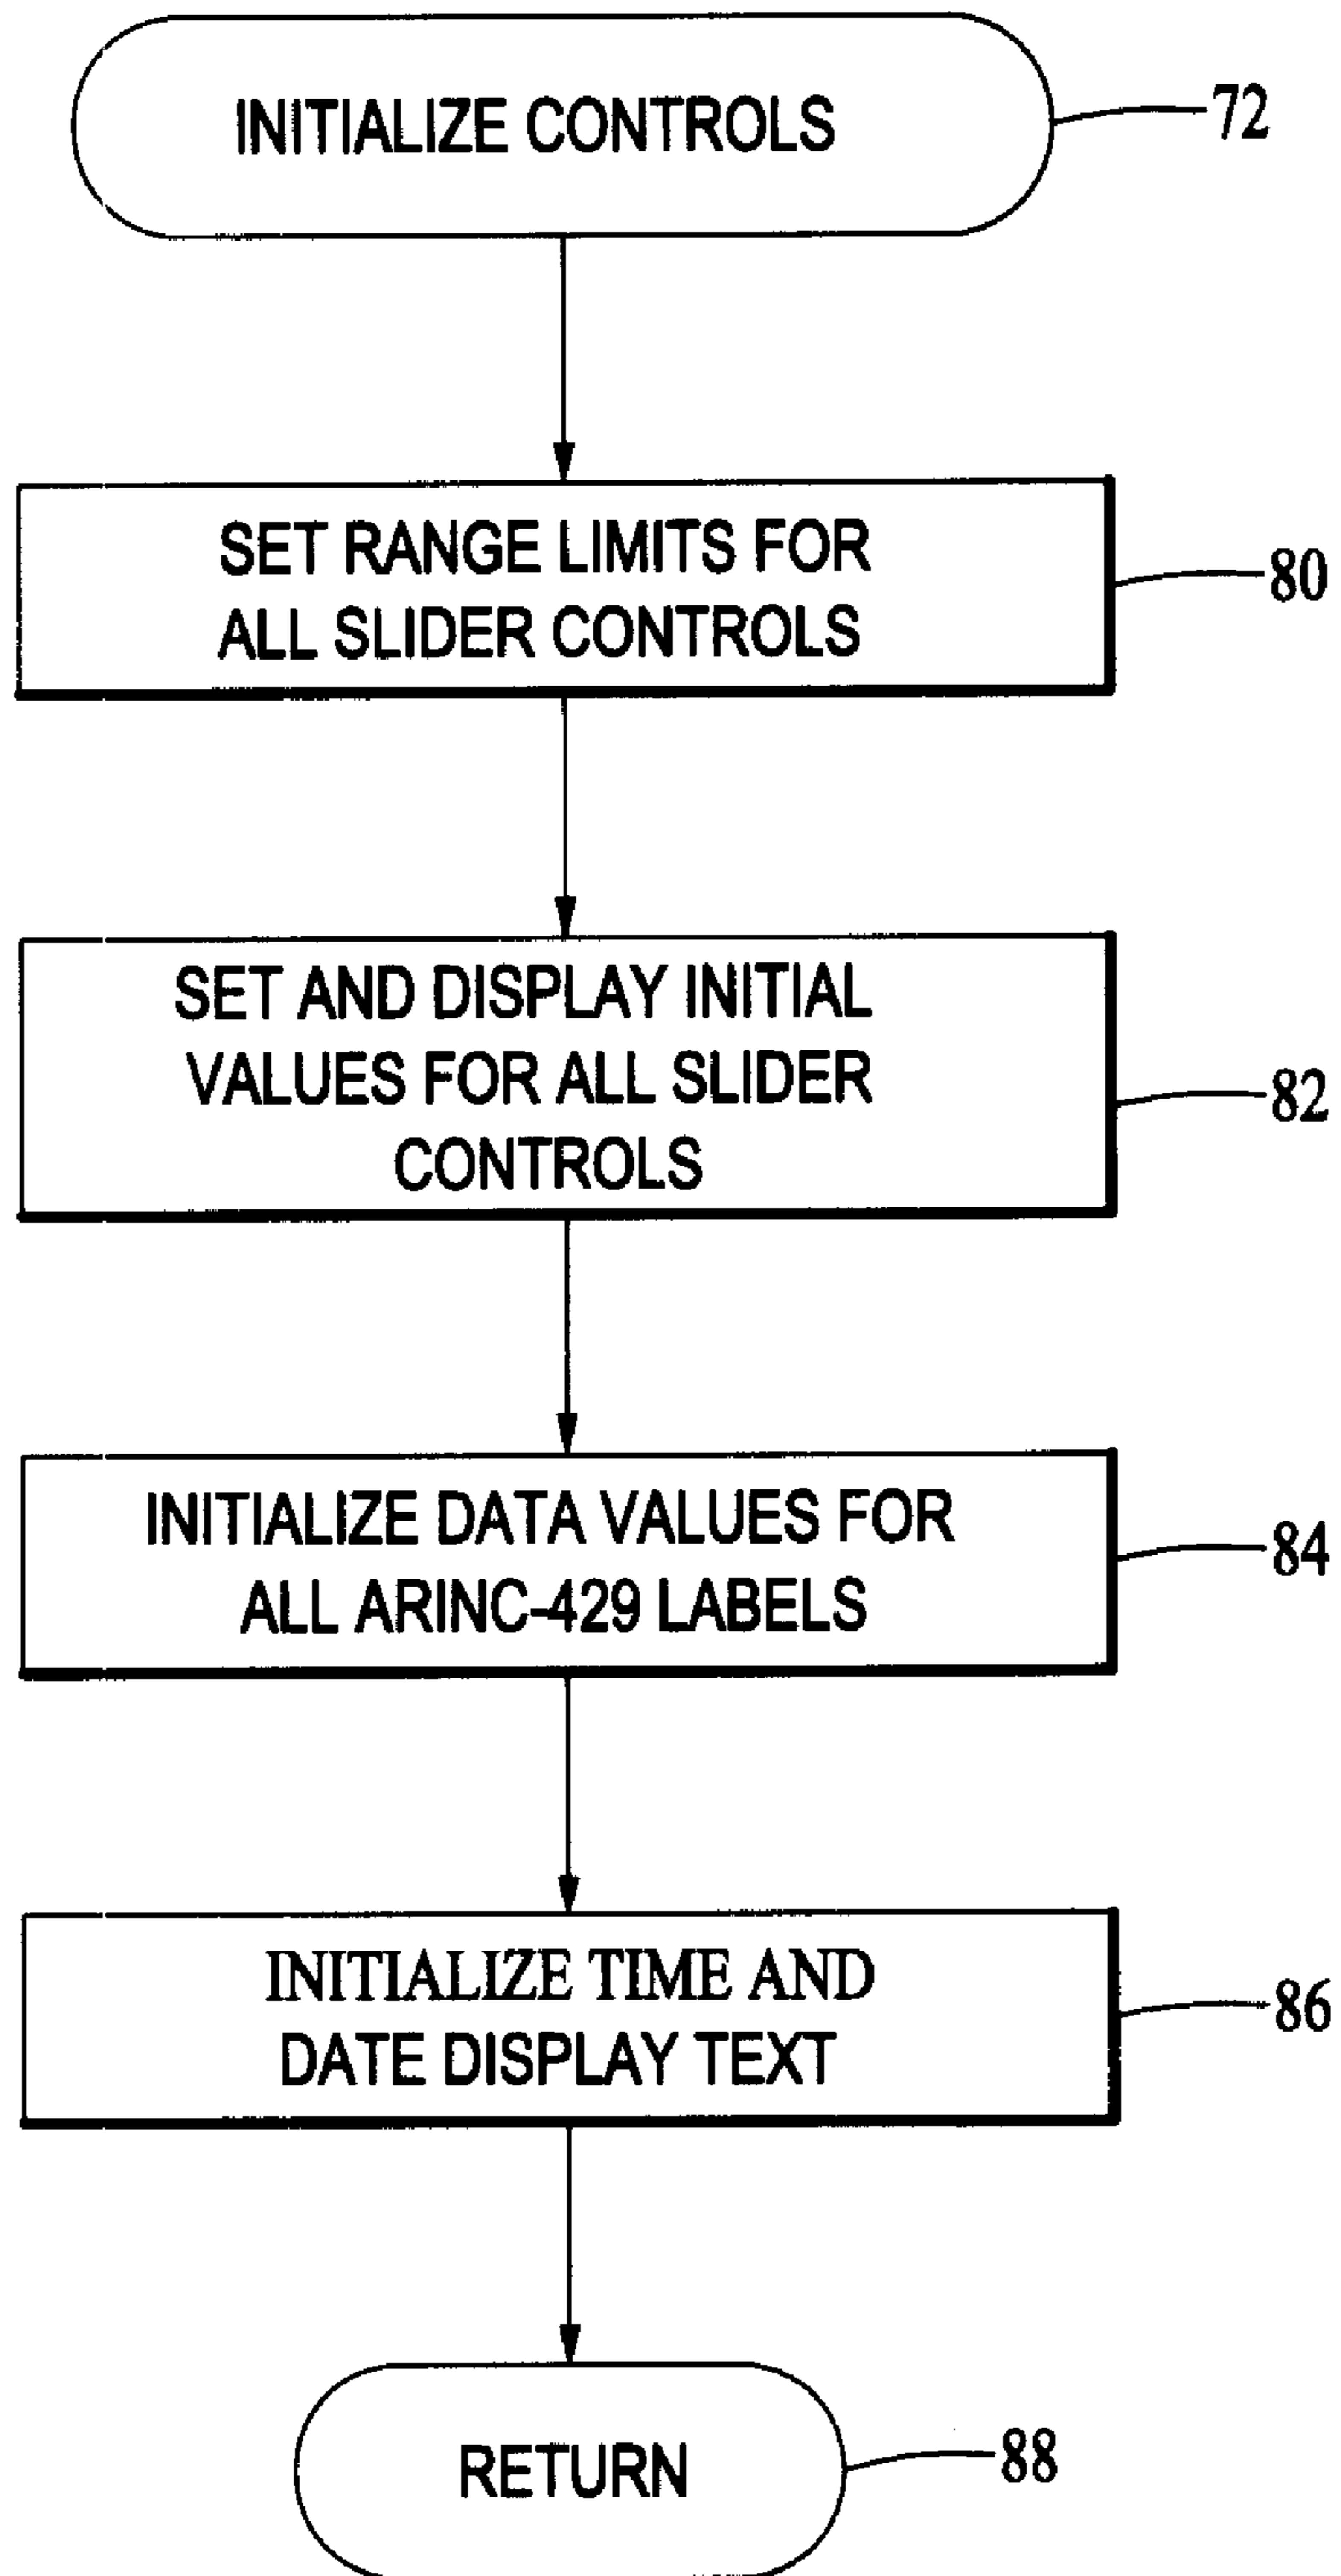 INITIALIZE CONTROLS
72
SET RANGE LIMITS FOR
ALL SLIDER CONTROLS
80
SET AND DISPLAY INITIAL
VALUES FOR ALL SLIDER
CONTROLS
82
INITIALIZE DATA VALUES FOR
ALL ARINC-429 LABELS
84
INITIALIZE TIME AND
DATE DISPLAY TEXT
86
RETURN
88